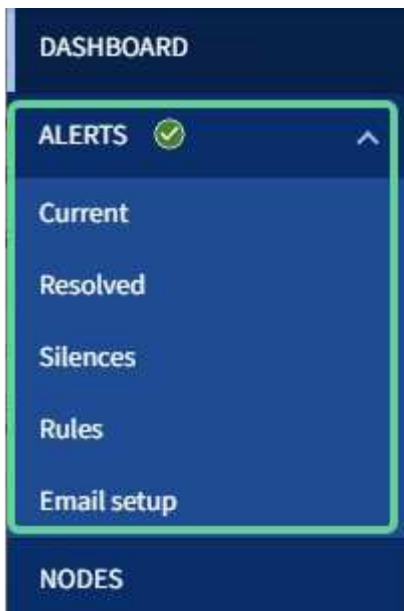 DASHBOARD
ALERTS
Current
Resolved
Silences
Rules
Email setup
NODES